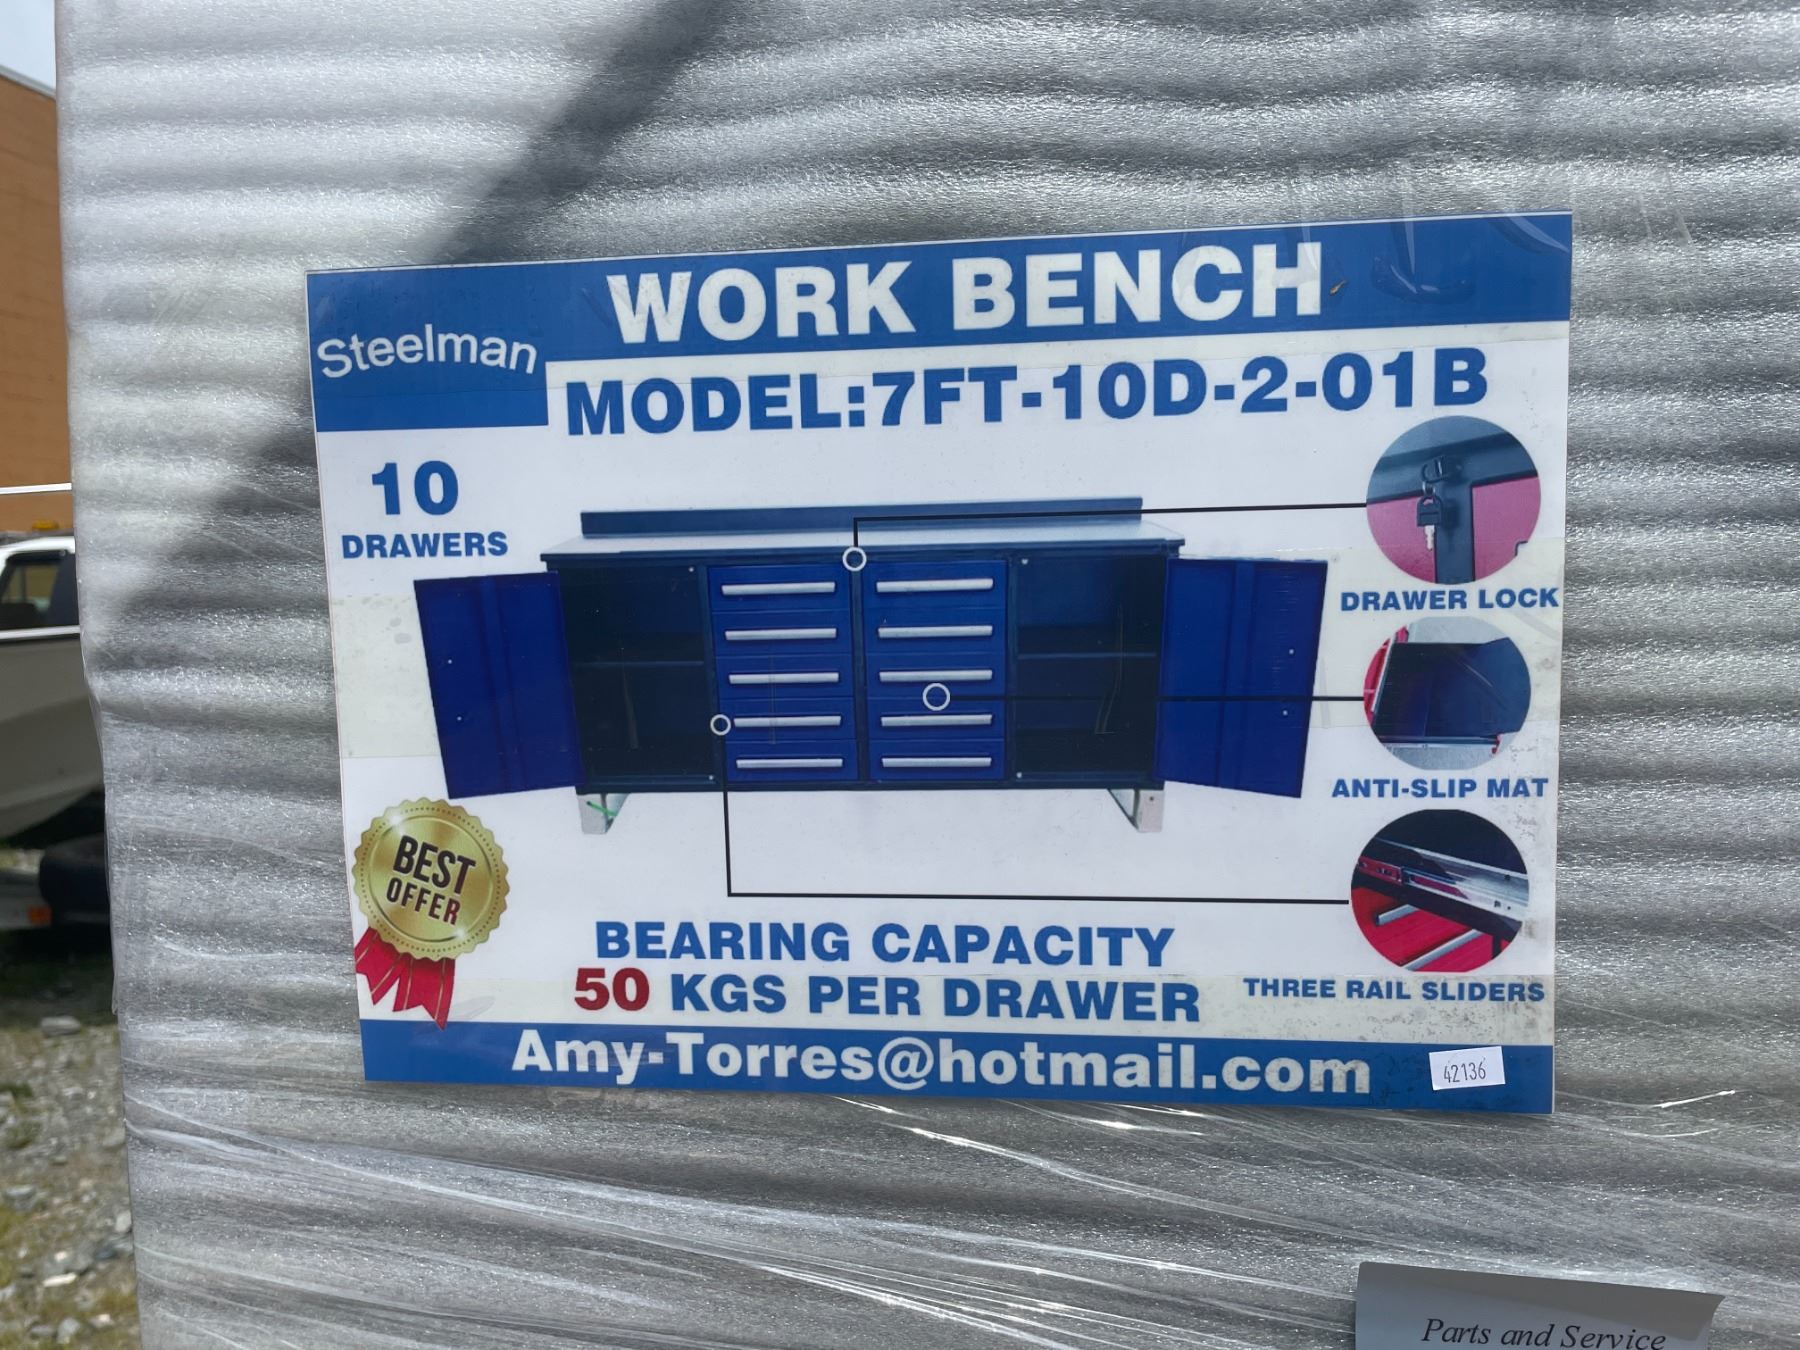 WORK BENCH
Steelman
MODEL:7FT-10D-2-01B
10
DRAWERS
DRAWER LOCK
ANTI-SLIP MAT
BEST
OFFER
BEARING CAPACITY
50 KGS PER DRAWER
THREE RAIL SLIDERS
Amy-Torres@hotmail.com
42136
Parts and Service